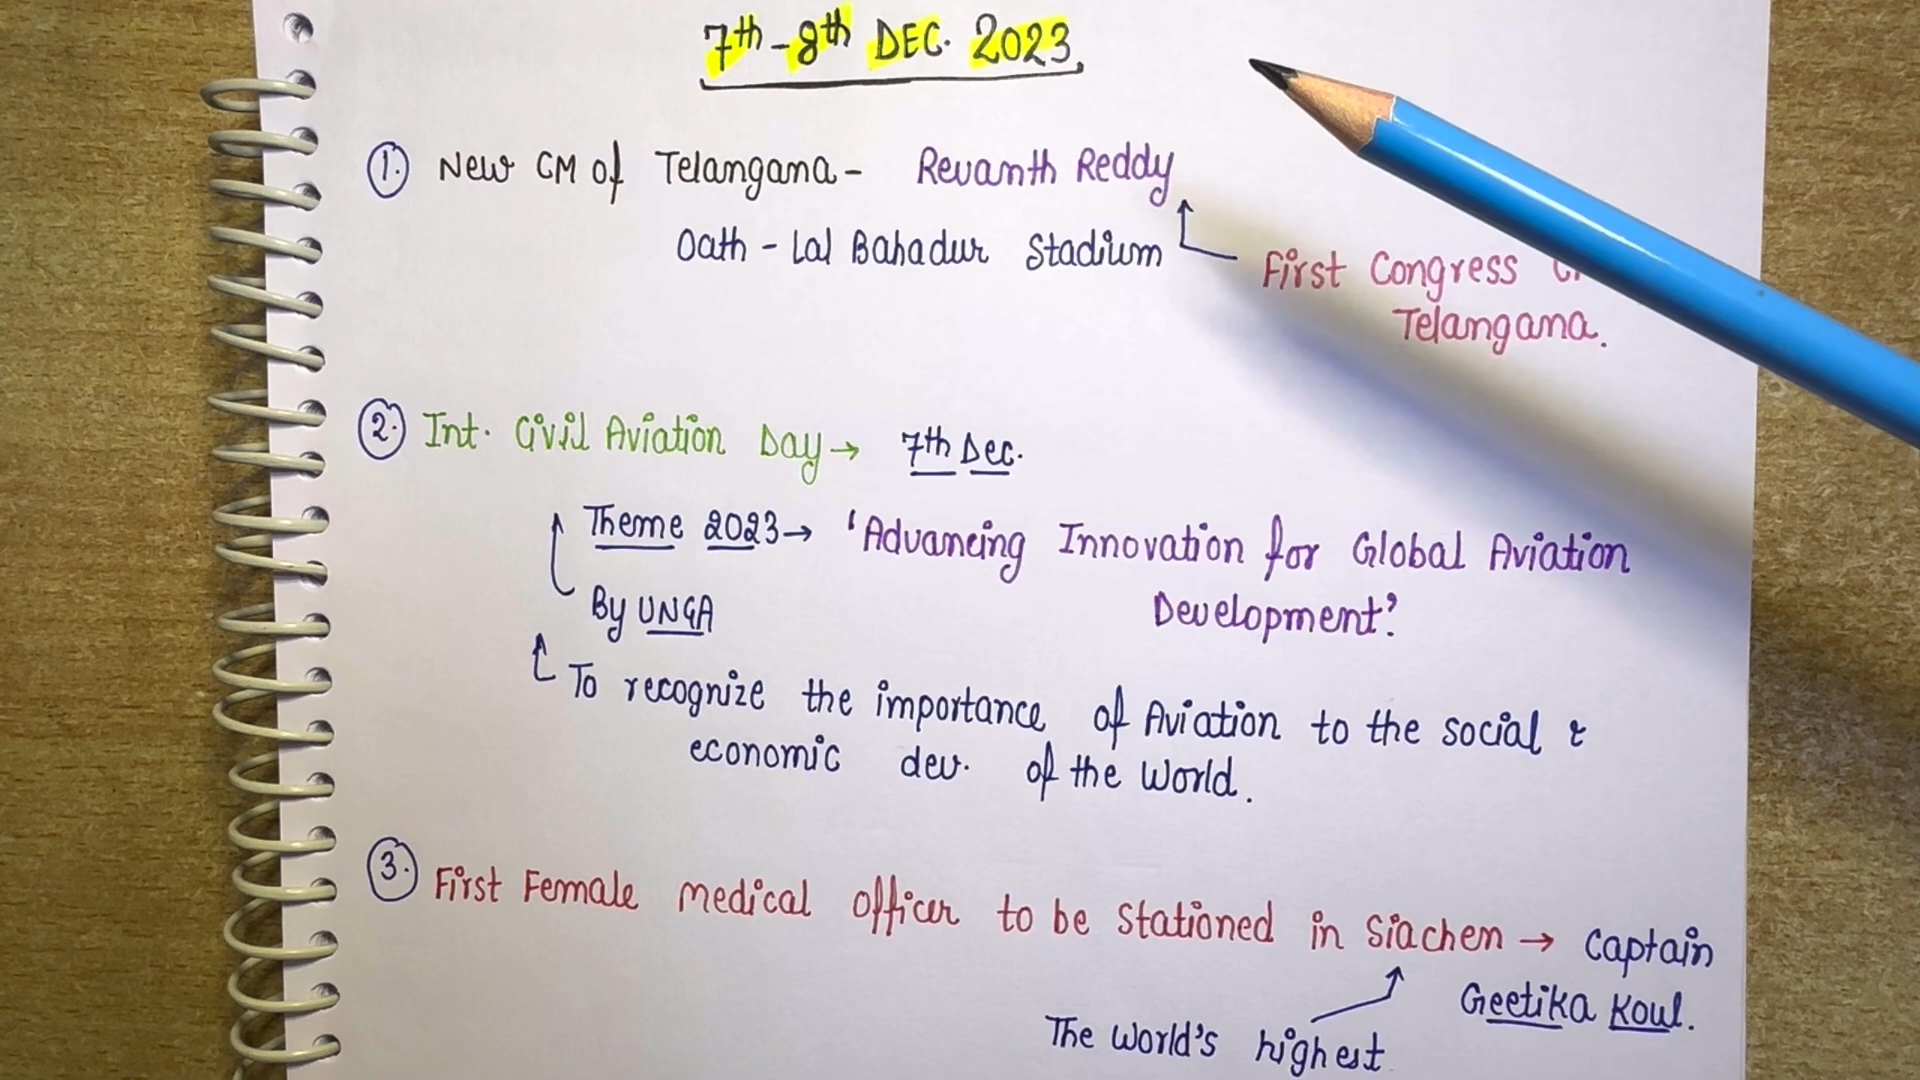 7th-8th DEC. 2023
1. New CM of Telangana - Revanth Reddy
Oath - Lal Bahadur Stadium
First Congress
Telangana.
2. Int. Civil Aviation Day → 7th Dec.
Theme 2023 → 'Advancing Innovation for Global Aviation
Development'.
By UNGA
To recognize the importance of Aviation to the social &
economic dev. of the World.
3. First Female medical officer to be stationed in Siachen → Captain
Geetika Koul.
The World's highest